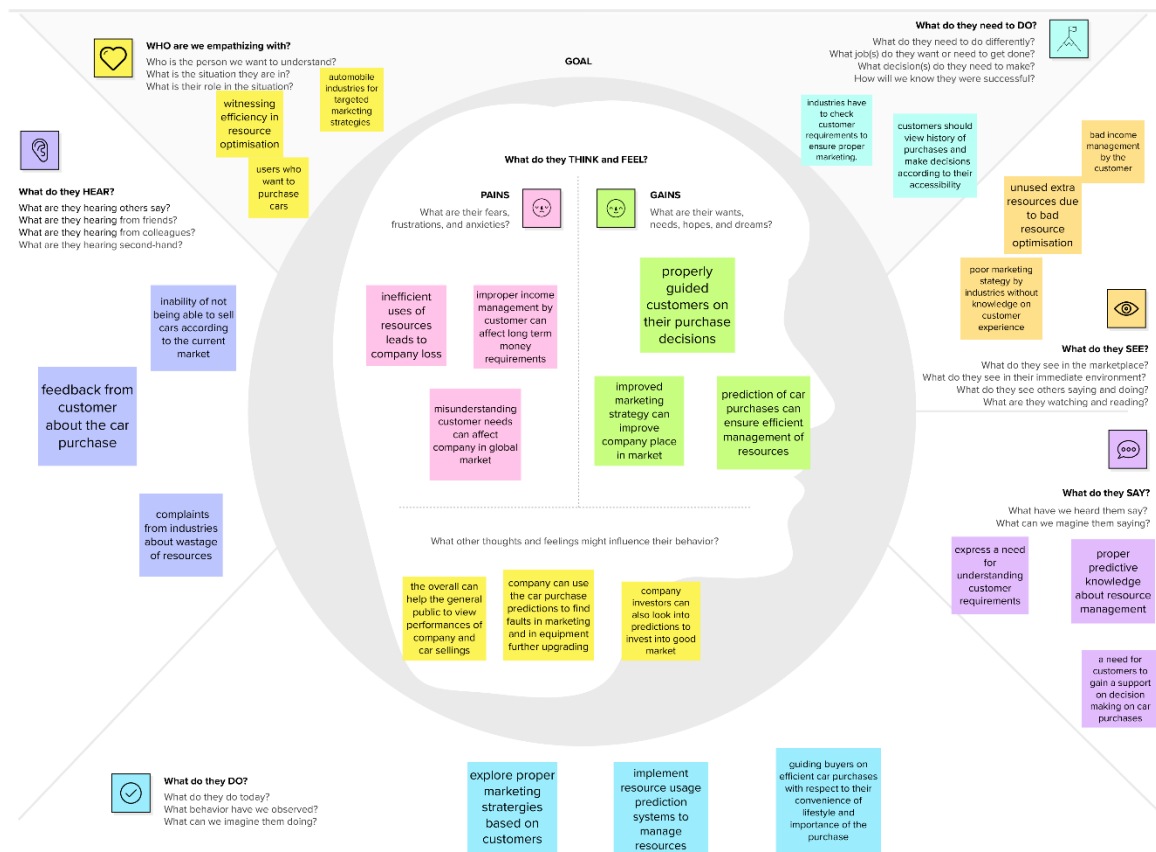 WHO are we empathizing with?
Who is the person we want to understand?
What is the situation they are in?
What is their role in the situation?
witnessing
efficiency in
resource
optimisation
automobile
industries for
targeted
marketing
strategies
users who
want to
purchase
cars
GOAL
What do they need to DO?
What do they need to do differently?
What job(s) do they want or need to get done?
What decision(s) do they need to make?
How will we know they were successful?
industries have
to check
customer
requirements to
ensure proper
marketing.
customers should
view history of
purchases and
make decisions
according to their
accessibility
What do they HEAR?
What are they hearing others say?
What are they hearing from friends?
What are they hearing from colleagues?
What are they hearing second-hand?
inability of not
being able to sell
cars according
to the current
market
feedback from
customer
about the car
purchase
complaints
from industries
about wastage
of resources
What do they THINK and FEEL?
PAINS
What are their fears,
frustrations, and anxieties?
inefficient
uses of
resources
leads to
company loss
improper income
management by
customer can
affect long term
money
requirements
misunderstanding
customer needs
can affect
company in global
market
GAINS
What are their wants,
needs, hopes, and dreams?
properly
guided
customers on
their purchase
decisions
improved
marketing
strategy can
improve
company place
in market
prediction of car
purchases can
ensure efficient
management of
resources
What other thoughts and feelings might influence their behavior?
the overall can
help the general
public to view
performances of
company and
car sellings
company can use
the car purchase
predictions to find
faults in marketing
and in equipment
further upgrading
company
investors can
also look into
predictions to
invest into good
market
bad income
management
by the
customer
unused extra
resources due
to bad
resource
optimisation
poor marketing
stategy by
industries without
knowledge on
customer
experience
What do they SEE?
What do they see in the marketplace?
What do they see in their immediate environment?
What do they see others saying and doing?
What are they watching and reading?
What do they SAY?
What have we heard them say?
What can we magine them saying?
express a need
for
understanding
customer
requirements
proper
predictive
knowledge
about resource
management
a need for
customers to
gain a support
on decision
making on car
purchases
What do they DO?
What do they do today?
What behavior have we observed?
What can we imagine them doing?
explore proper
marketing
stratergies
based on
customers
implement
resource usage
prediction
systems to
manage
resources
guiding buyers on
efficient car purchases
with respect to their
convenience of
lifestyle and
importance of the
purchase